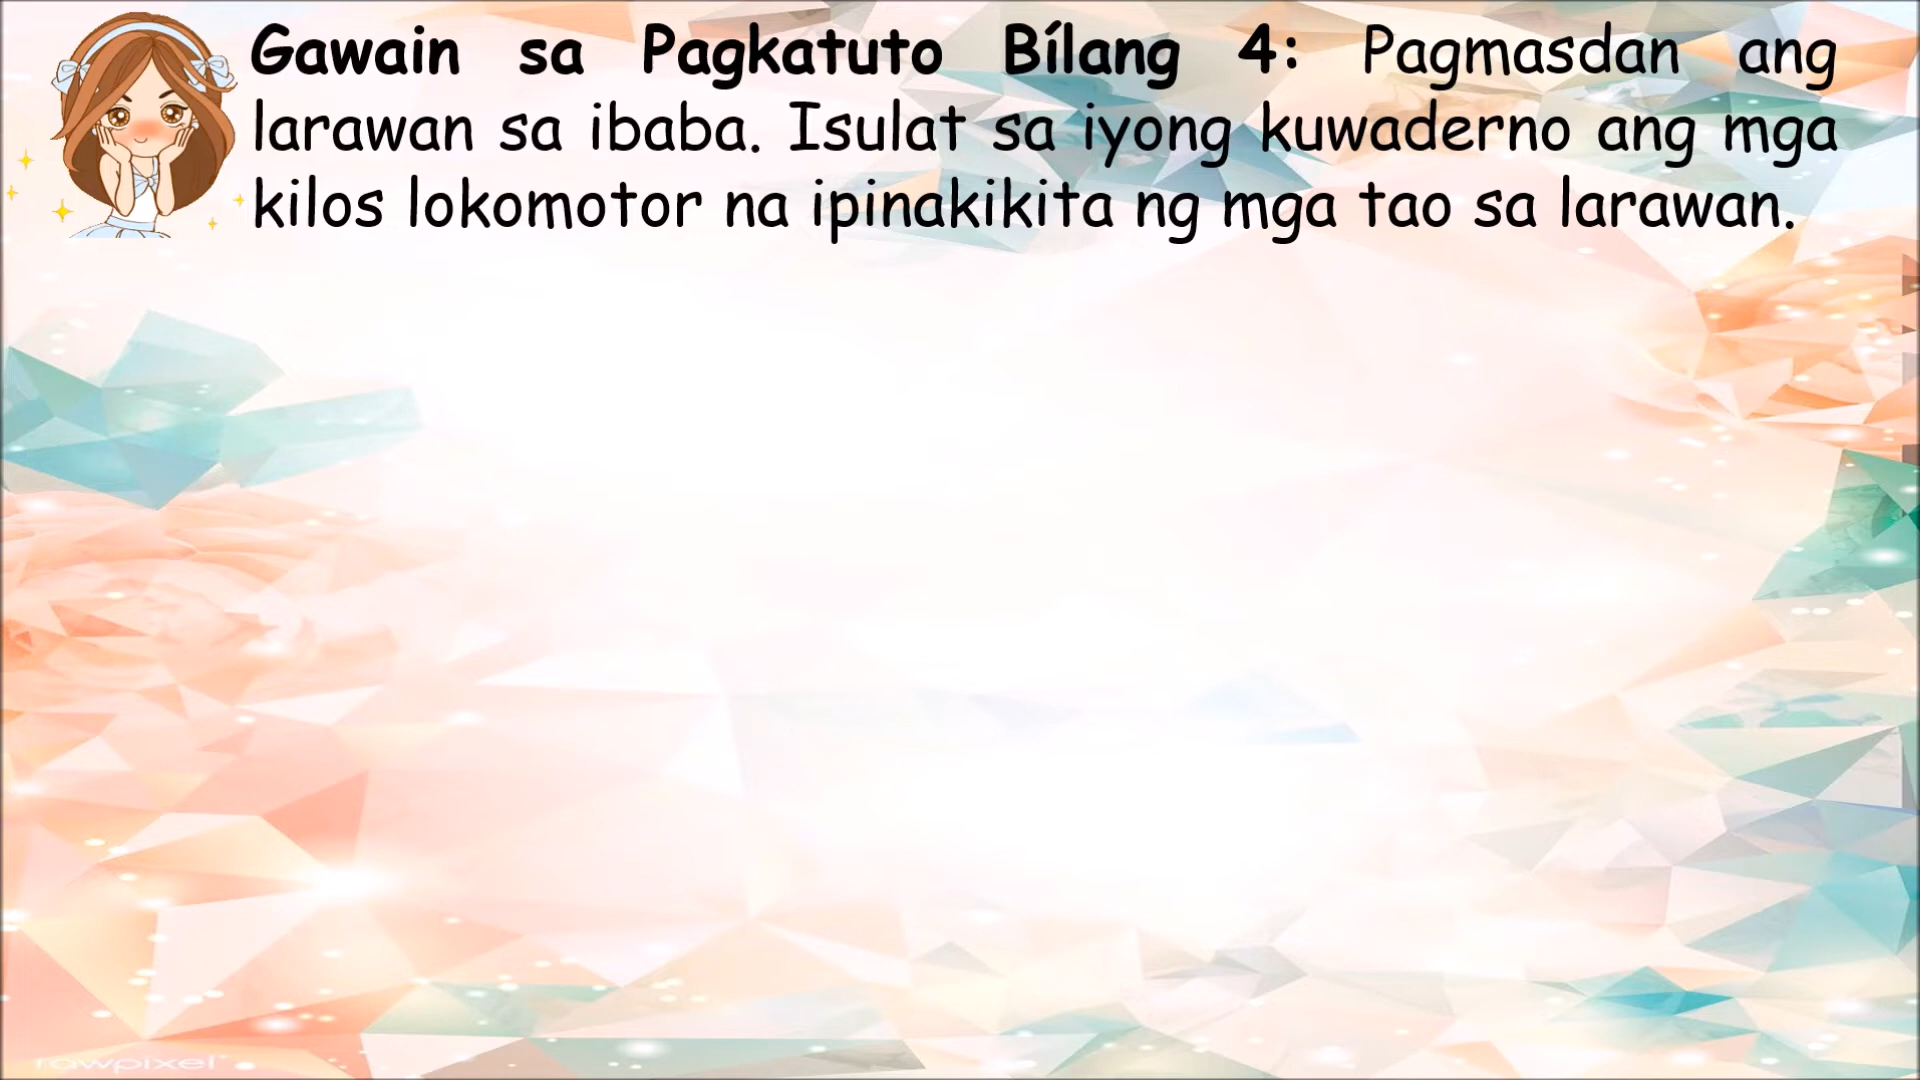 Gawain sa Pagkatuto Bílang 4: Pagmasdan ang
larawan sa ibaba. Isulat sa iyong kuwaderno ang mga
kilos lokomotor na ipinakikita ng mga tao sa larawan.
rawpixel